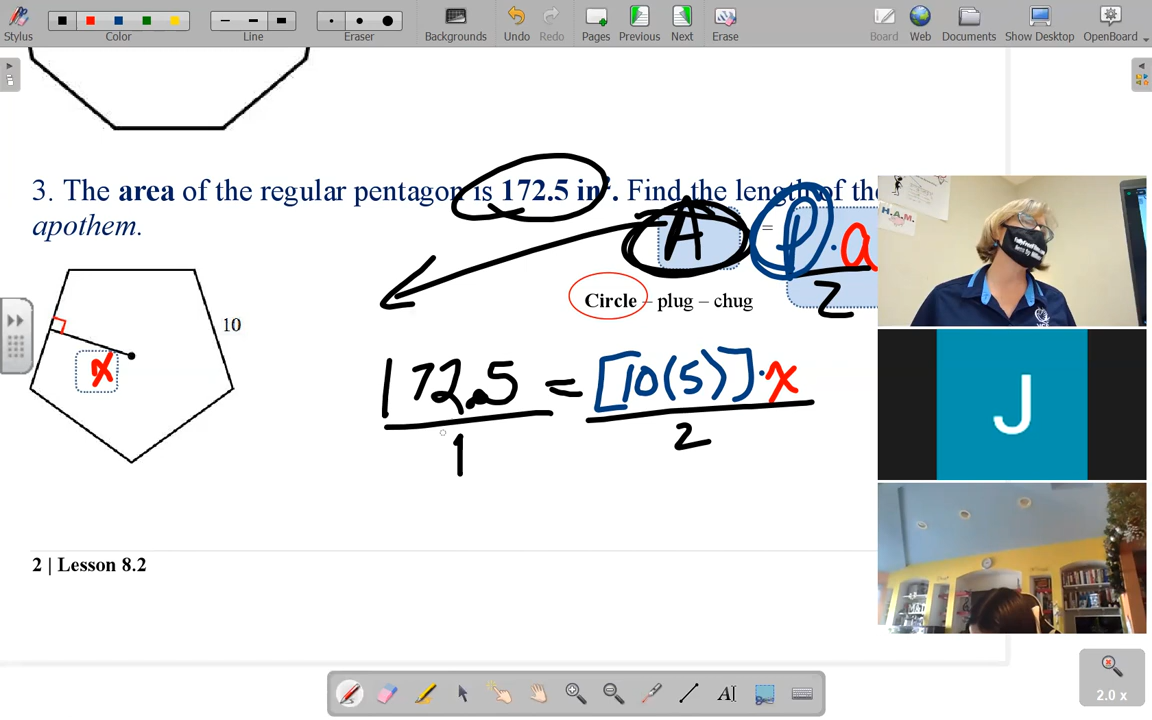 Stylus Color Line Eraser Backgrounds Undo Redo Pages Previous Next Erase Board Web Documents Show Desktop OpenBoard
3. The area of the regular pentagon is 172.5 in². Find the length of the
apothem.
A = P · a
2
Circle – plug – chug
10
x
172.5 = [10(5)] · x
1 2
2 | Lesson 8.2
H.A.M.
J
AI
2.0 x